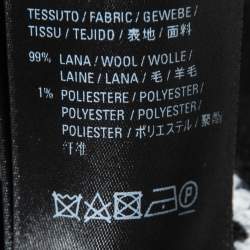 TESSUTO / FABRIC / GEWEBE /
TISSU / TEJIDO / 表地 / 面料
99% LANA / WOOL / WOLLE /
LAINE / LANA / 毛 / 羊毛
1% POLIESTERE / POLYESTER /
POLYESTER / POLYESTER /
POLIESTER / ポリエステル / 聚酯
纤维
P